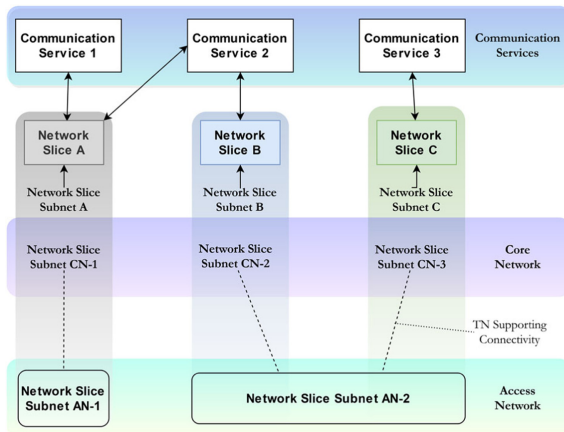 Communication
Service 1
Communication
Service 2
Communication
Service 3
Communication
Services
Network
Slice A
Network
Slice B
Network
Slice C
Network Slice
Subnet A
Network Slice
Subnet B
Network Slice
Subnet C
Network Slice
Subnet CN-1
Network Slice
Subnet CN-2
Network Slice
Subnet CN-3
Core
Network
TN Supporting
Connectivity
Network Slice
Subnet AN-1
Network Slice Subnet AN-2
Access
Network